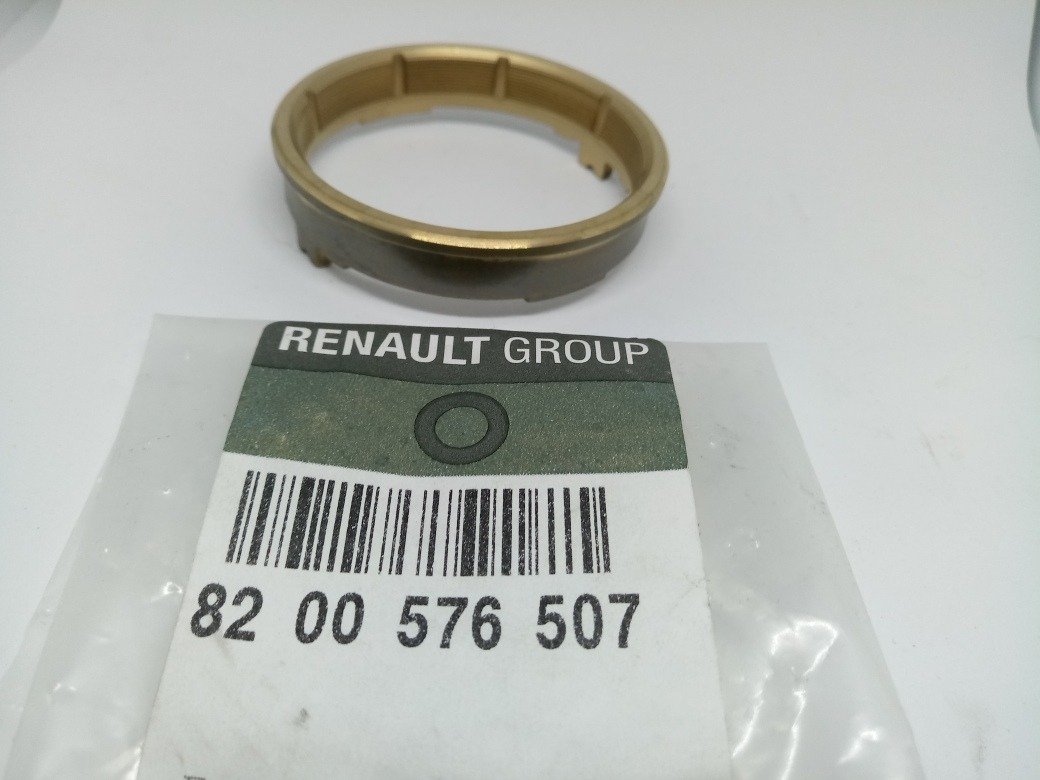 RENAULT GROUP
82 00 576 507